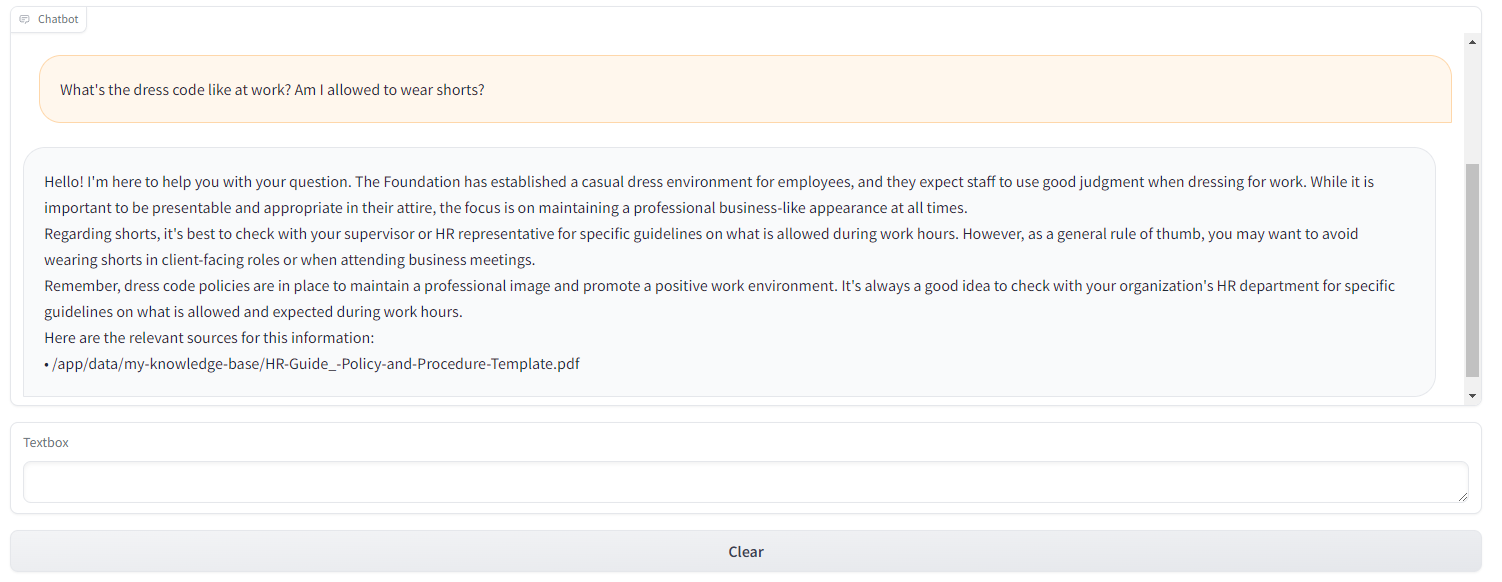 Chatbot
What's the dress code like at work? Am I allowed to wear shorts?
Hello! I'm here to help you with your question. The Foundation has established a casual dress environment for employees, and they expect staff to use good judgment when dressing for work. While it is
important to be presentable and appropriate in their attire, the focus is on maintaining a professional business-like appearance at all times.
Regarding shorts, it's best to check with your supervisor or HR representative for specific guidelines on what is allowed during work hours. However, as a general rule of thumb, you may want to avoid
wearing shorts in client-facing roles or when attending business meetings.
Remember, dress code policies are in place to maintain a professional image and promote a positive work environment. It's always a good idea to check with your organization's HR department for specific
guidelines on what is allowed and expected during work hours.
Here are the relevant sources for this information:
• /app/data/my-knowledge-base/HR-Guide_-Policy-and-Procedure-Template.pdf
Textbox
Clear